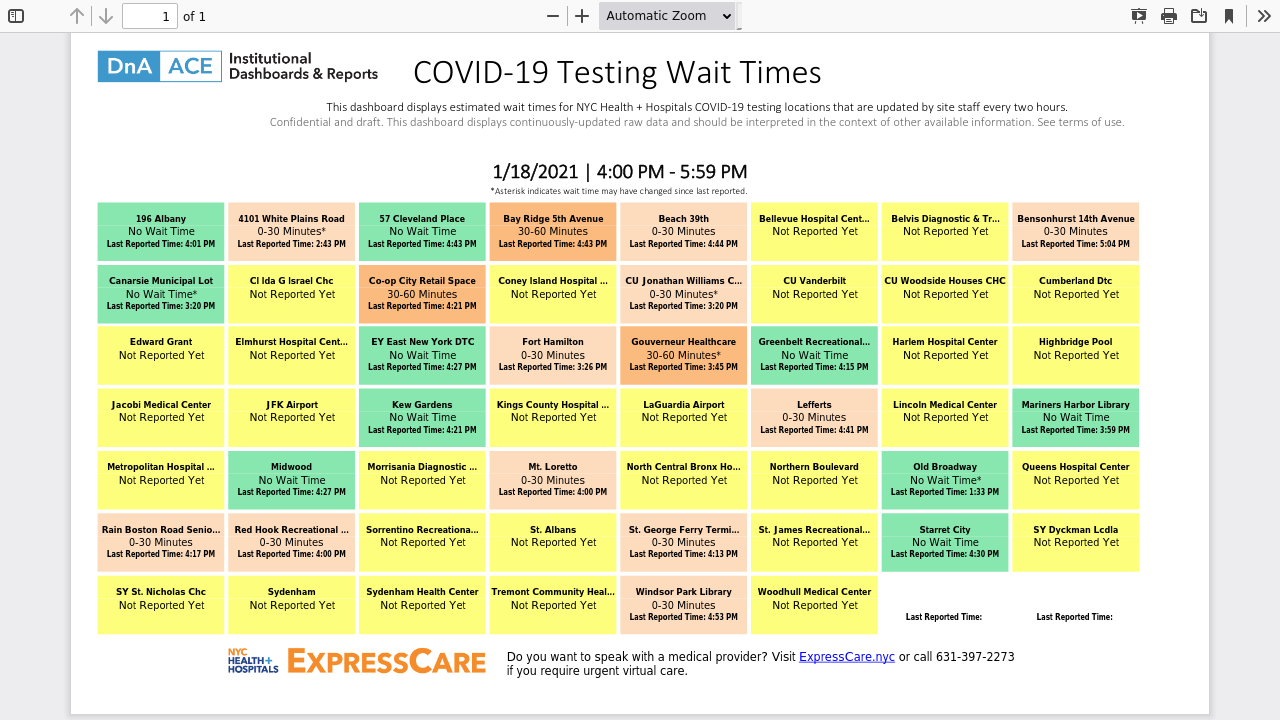 1 of 1 Automatic Zoom
DnA ACE Institutional
Dashboards & Reports
COVID-19 Testing Wait Times
This dashboard displays estimated wait times for NYC Health + Hospitals COVID-19 testing locations that are updated by site staff every two hours.
Confidential and draft. This dashboard displays continuously-updated raw data and should be interpreted in the context of other available information. See terms of use.
1/18/2021 | 4:00 PM - 5:59 PM
*Asterisk indicates wait time may have changed since last reported.
196 Albany
No Wait Time
Last Reported Time: 4:01 PM
4101 White Plains Road
0-30 Minutes*
Last Reported Time: 2:43 PM
57 Cleveland Place
No Wait Time
Last Reported Time: 4:43 PM
Bay Ridge 5th Avenue
30-60 Minutes
Last Reported Time: 4:43 PM
Beach 39th
0-30 Minutes
Last Reported Time: 4:44 PM
Bellevue Hospital Cent...
Not Reported Yet
Belvis Diagnostic & Tr...
Not Reported Yet
Bensonhurst 14th Avenue
0-30 Minutes
Last Reported Time: 5:04 PM
Canarsie Municipal Lot
No Wait Time*
Last Reported Time: 3:20 PM
CI Ida G Israel Chc
Not Reported Yet
Co-op City Retail Space
30-60 Minutes
Last Reported Time: 4:21 PM
Coney Island Hospital ...
Not Reported Yet
CU Jonathan Williams C...
0-30 Minutes*
Last Reported Time: 3:20 PM
CU Vanderbilt
Not Reported Yet
CU Woodside Houses CHC
Not Reported Yet
Cumberland Dtc
Not Reported Yet
Edward Grant
Not Reported Yet
Elmhurst Hospital Cent...
Not Reported Yet
EY East New York DTC
No Wait Time
Last Reported Time: 4:27 PM
Fort Hamilton
0-30 Minutes
Last Reported Time: 3:26 PM
Gouverneur Healthcare
30-60 Minutes*
Last Reported Time: 3:45 PM
Greenbelt Recreational...
No Wait Time
Last Reported Time: 4:15 PM
Harlem Hospital Center
Not Reported Yet
Highbridge Pool
Not Reported Yet
Jacobi Medical Center
Not Reported Yet
JFK Airport
Not Reported Yet
Kew Gardens
No Wait Time
Last Reported Time: 4:21 PM
Kings County Hospital ...
Not Reported Yet
LaGuardia Airport
Not Reported Yet
Lefferts
0-30 Minutes
Last Reported Time: 4:41 PM
Lincoln Medical Center
Not Reported Yet
Mariners Harbor Library
No Wait Time
Last Reported Time: 3:59 PM
Metropolitan Hospital ...
Not Reported Yet
Midwood
No Wait Time
Last Reported Time: 4:27 PM
Morrisania Diagnostic ...
Not Reported Yet
Mt. Loretto
0-30 Minutes
Last Reported Time: 4:00 PM
North Central Bronx Ho...
Not Reported Yet
Northern Boulevard
Not Reported Yet
Old Broadway
No Wait Time*
Last Reported Time: 1:33 PM
Queens Hospital Center
Not Reported Yet
Rain Boston Road Senio...
0-30 Minutes
Last Reported Time: 4:17 PM
Red Hook Recreational ...
0-30 Minutes
Last Reported Time: 4:00 PM
Sorrentino Recreationa...
Not Reported Yet
St. Albans
Not Reported Yet
St. George Ferry Termi...
0-30 Minutes
Last Reported Time: 4:13 PM
St. James Recreational...
Not Reported Yet
Starret City
No Wait Time
Last Reported Time: 4:30 PM
SY Dyckman Lcdla
Not Reported Yet
SY St. Nicholas Chc
Not Reported Yet
Sydenham
Not Reported Yet
Sydenham Health Center
Not Reported Yet
Tremont Community Heal...
Not Reported Yet
Windsor Park Library
0-30 Minutes
Last Reported Time: 4:53 PM
Woodhull Medical Center
Not Reported Yet
Last Reported Time:
Last Reported Time:
NYC
HEALTH+
HOSPITALS
EXPRESSCARE
Do you want to speak with a medical provider? Visit ExpressCare.nyc or call 631-397-2273
if you require urgent virtual care.